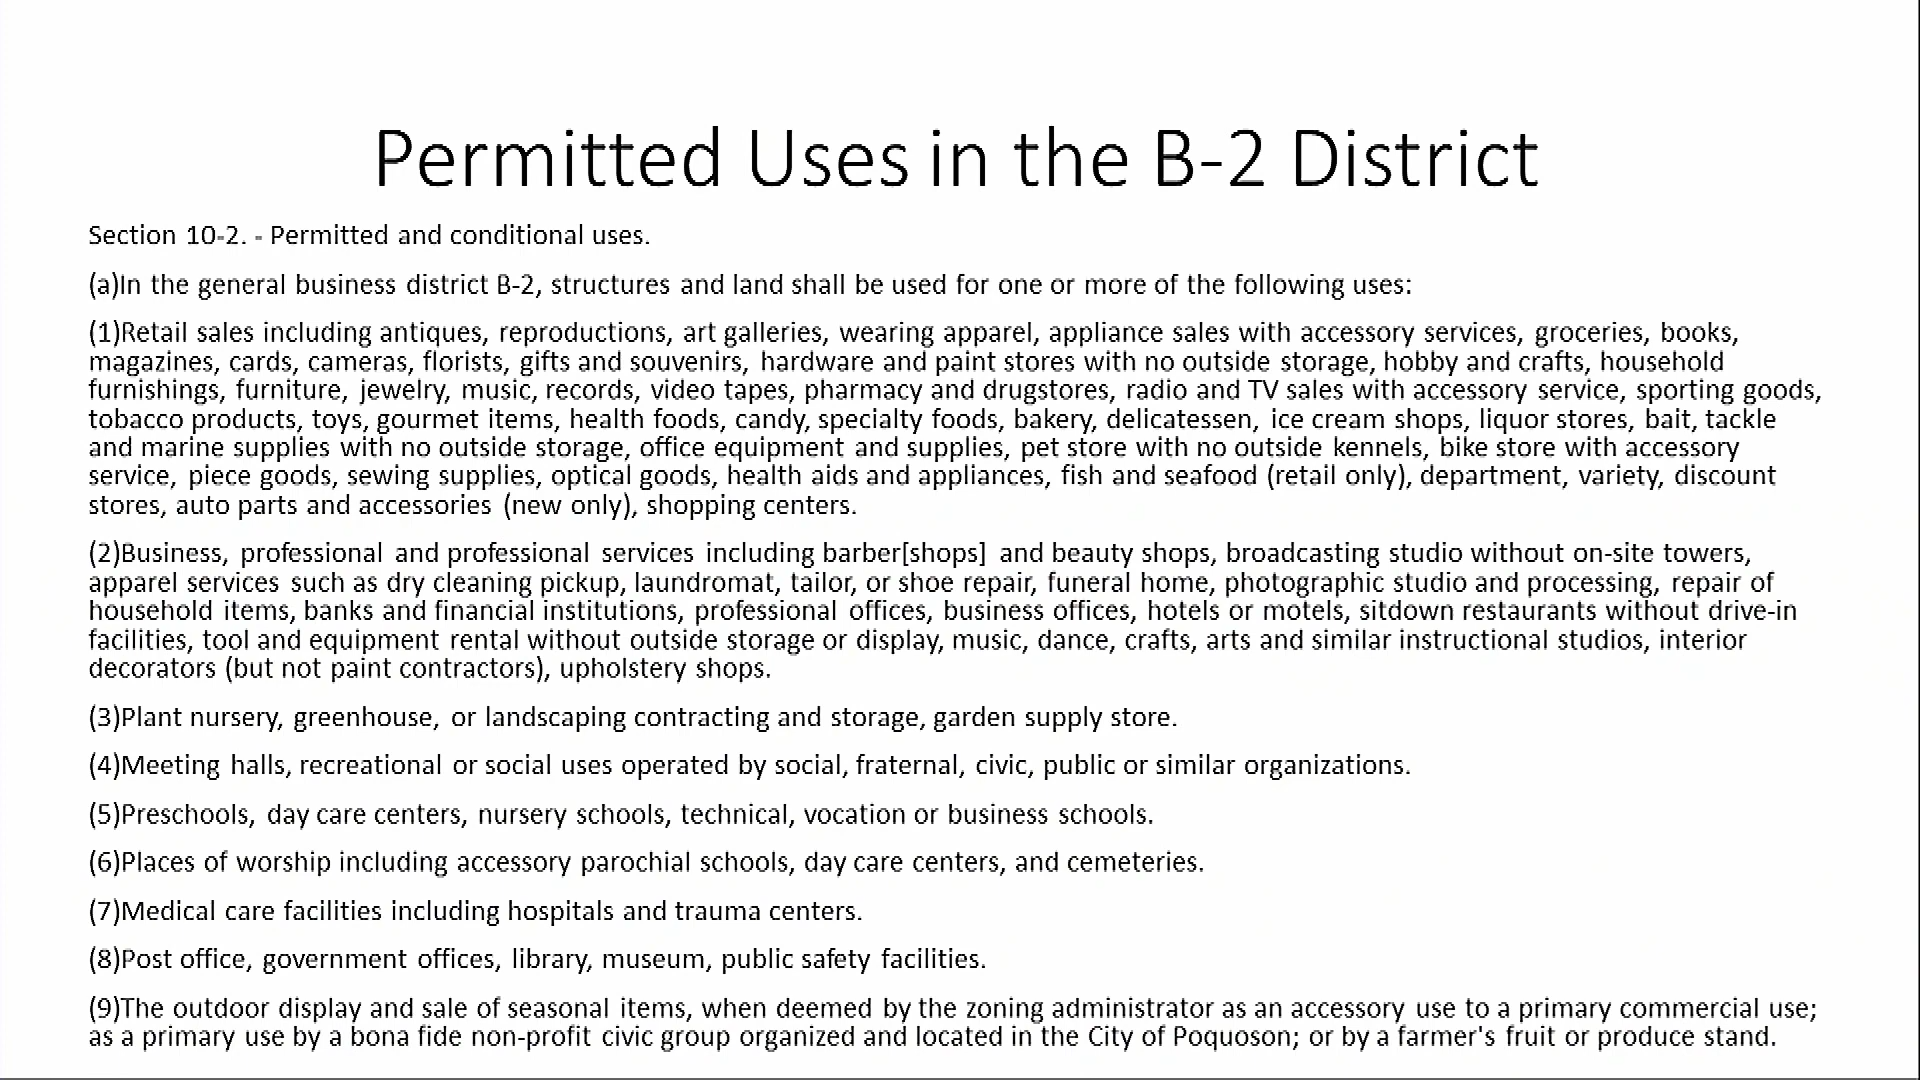 Permitted Uses in the B-2 District
Section 10-2. - Permitted and conditional uses.
(a)In the general business district B-2, structures and land shall be used for one or more of the following uses:
(1)Retail sales including antiques, reproductions, art galleries, wearing apparel, appliance sales with accessory services, groceries, books,
magazines, cards, cameras, florists, gifts and souvenirs, hardware and paint stores with no outside storage, hobby and crafts, household
furnishings, furniture, jewelry, music, records, video tapes, pharmacy and drugstores, radio and TV sales with accessory service, sporting goods,
tobacco products, toys, gourmet items, health foods, candy, specialty foods, bakery, delicatessen, ice cream shops, liquor stores, bait, tackle
and marine supplies with no outside storage, office equipment and supplies, pet store with no outside kennels, bike store with accessory
service, piece goods, sewing supplies, optical goods, health aids and appliances, fish and seafood (retail only), department, variety, discount
stores, auto parts and accessories (new only), shopping centers.
(2)Business, professional and professional services including barber[shops] and beauty shops, broadcasting studio without on-site towers,
apparel services such as dry cleaning pickup, laundromat, tailor, or shoe repair, funeral home, photographic studio and processing, repair of
household items, banks and financial institutions, professional offices, business offices, hotels or motels, sitdown restaurants without drive-in
facilities, tool and equipment rental without outside storage or display, music, dance, crafts, arts and similar instructional studios, interior
decorators (but not paint contractors), upholstery shops.
(3)Plant nursery, greenhouse, or landscaping contracting and storage, garden supply store.
(4)Meeting halls, recreational or social uses operated by social, fraternal, civic, public or similar organizations.
(5)Preschools, day care centers, nursery schools, technical, vocation or business schools.
(6)Places of worship including accessory parochial schools, day care centers, and cemeteries.
(7)Medical care facilities including hospitals and trauma centers.
(8)Post office, government offices, library, museum, public safety facilities.
(9)The outdoor display and sale of seasonal items, when deemed by the zoning administrator as an accessory use to a primary commercial use;
as a primary use by a bona fide non-profit civic group organized and located in the City of Poquoson; or by a farmer's fruit or produce stand.